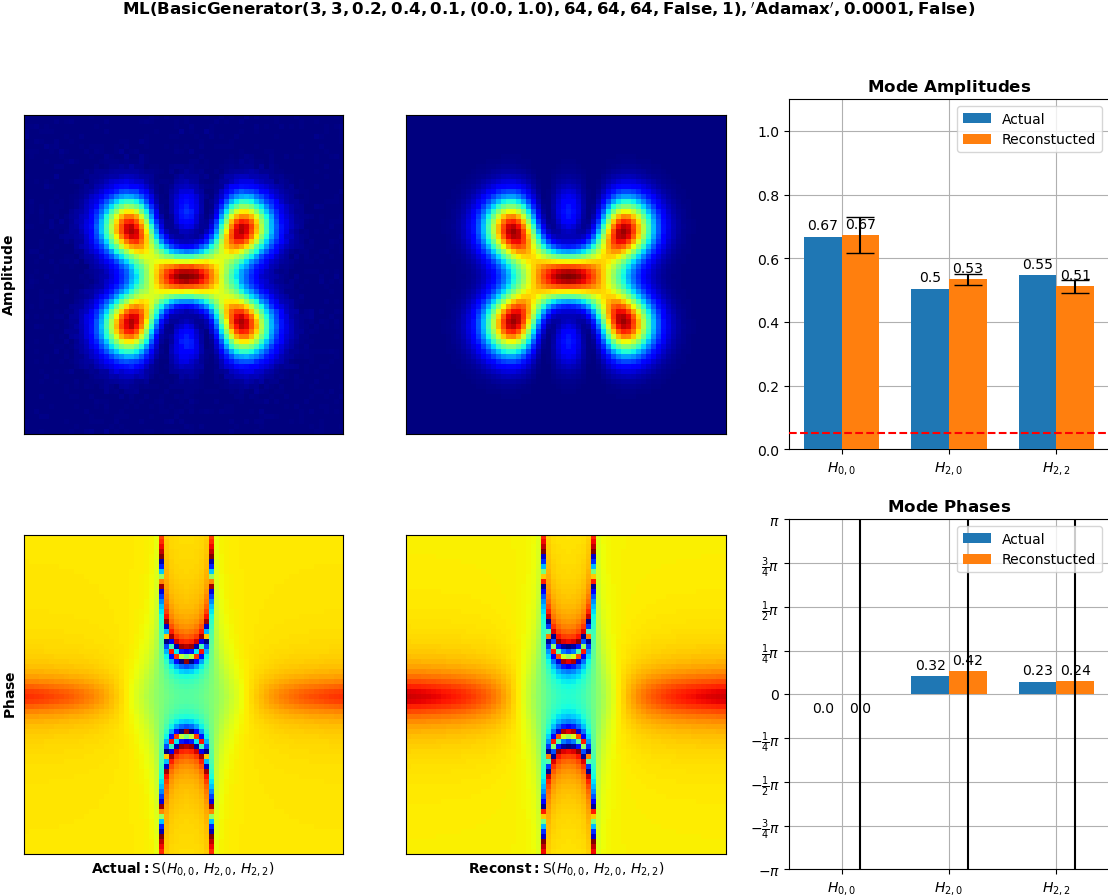 ML(BasicGenerator(3, 3, 0.2, 0.4, 0.1, (0.0, 1.0), 64, 64, 64, False, 1), ′Adamax′, 0.0001, False)
Amplitude
Mode Amplitudes
Actual
Reconstucted
1.0
0.8
0.6
0.4
0.2
0.0
0.67
0.67
0.5
0.53
0.55
0.51
H0,0
H2,0
H2,2
Phase
Actual: S(H0,0, H2,0, H2,2)
Reconst: S(H0,0, H2,0, H2,2)
Mode Phases
Actual
Reconstucted
π
3/4π
1/2π
1/4π
0
−1/4π
−1/2π
−3/4π
−π
0.0
0.0
0.32
0.42
0.23
0.24
H0,0
H2,0
H2,2